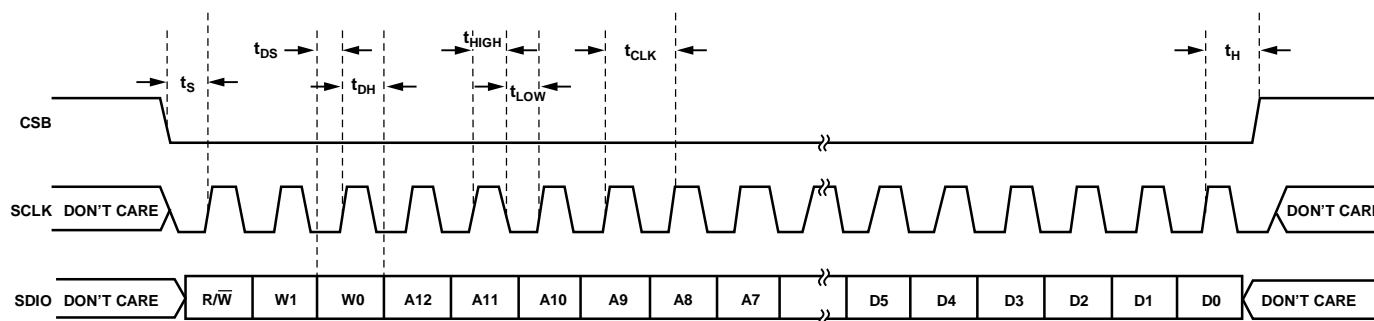 tDS
tHIGH
tCLK
tH
tS
tDH
tLOW
CSB
SCLK DON'T CARE
DON'T CARE
SDIO DON'T CARE R/W̅ W1 W0 A12 A11 A10 A9 A8 A7 D5 D4 D3 D2 D1 D0 DON'T CARE